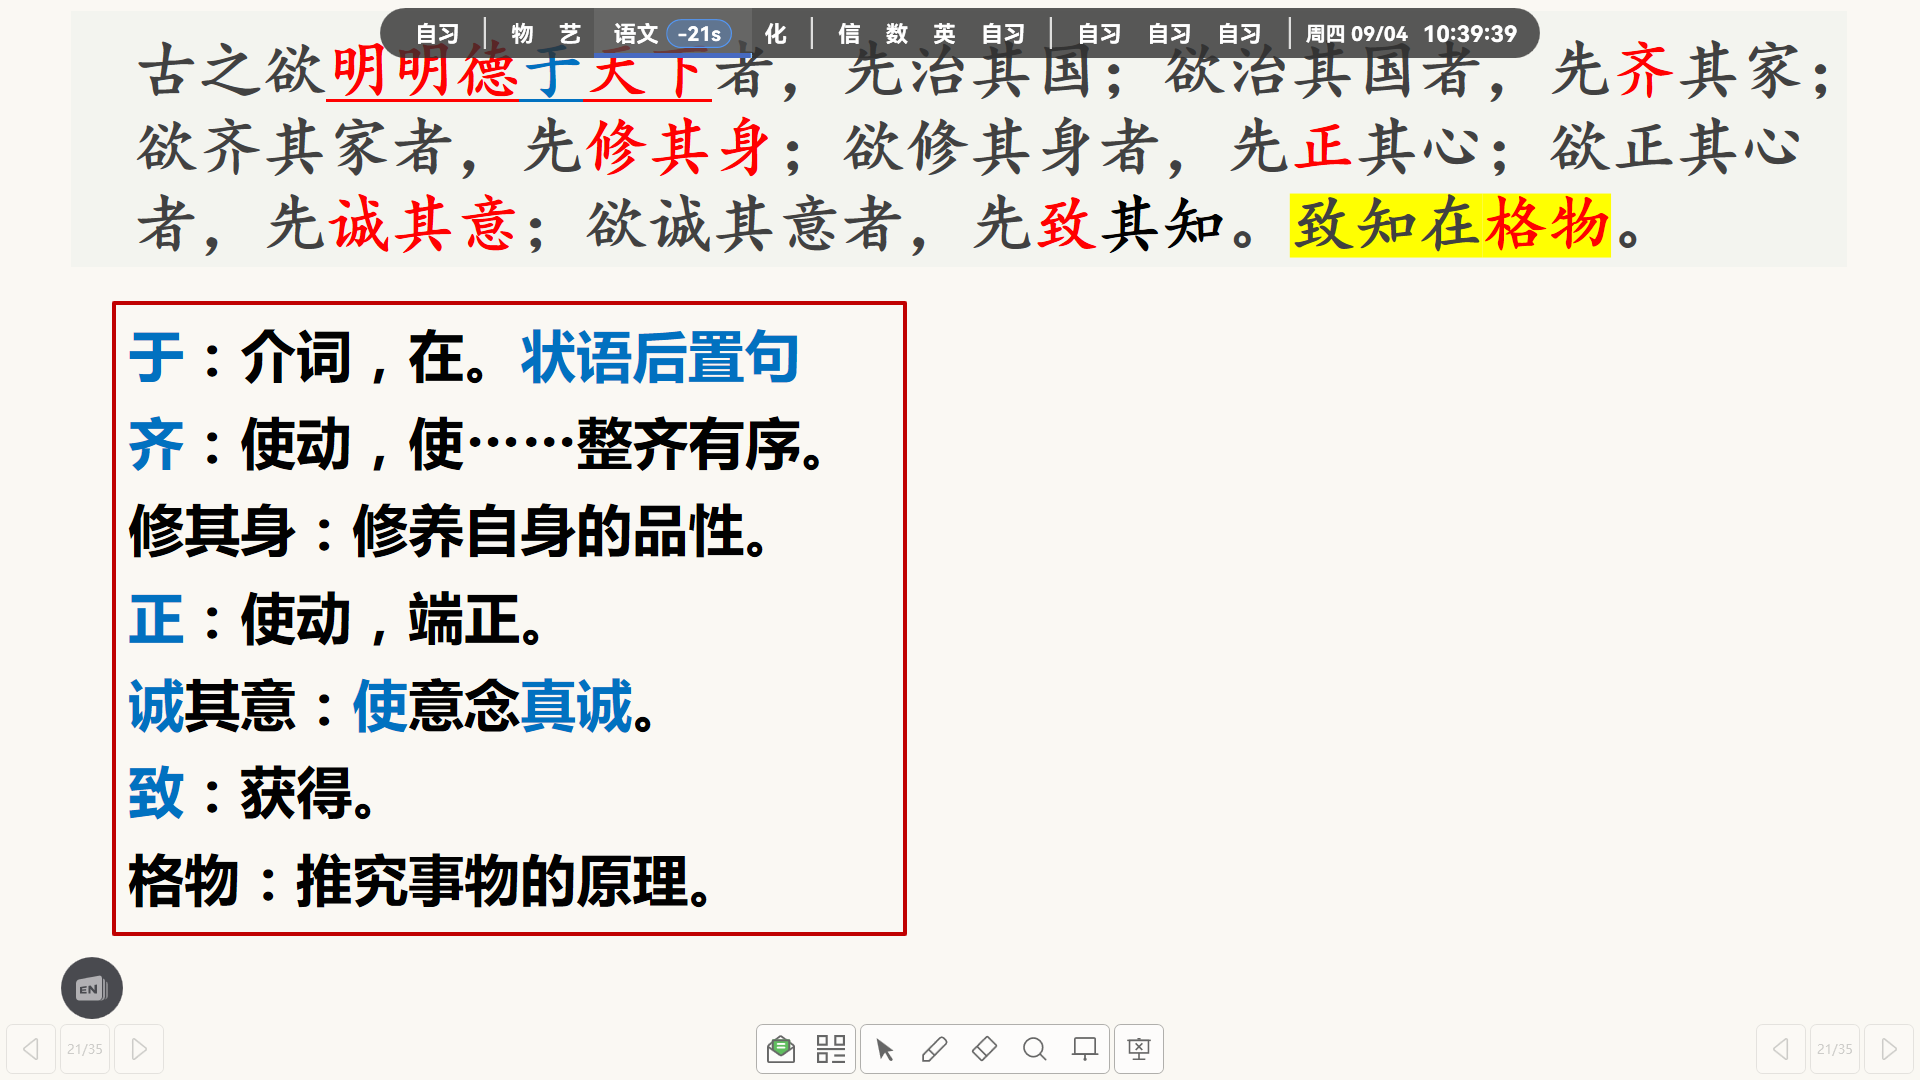 自习 物 艺 语文 -21s 化 信 数 英 自习 自习 自习 自习 周四 09/04 10:39:39
古之欲明明德于天下者，先治其国；欲治其国者，先齐其家；
欲齐其家者，先修其身；欲修其身者，先正其心；欲正其心
者，先诚其意；欲诚其意者，先致其知。致知在格物。
于：介词，在。状语后置句
齐：使动，使……整齐有序。
修其身：修养自身的品性。
正：使动，端正。
诚其意：使意念真诚。
致：获得。
格物：推究事物的原理。
EN
21/35
21/35